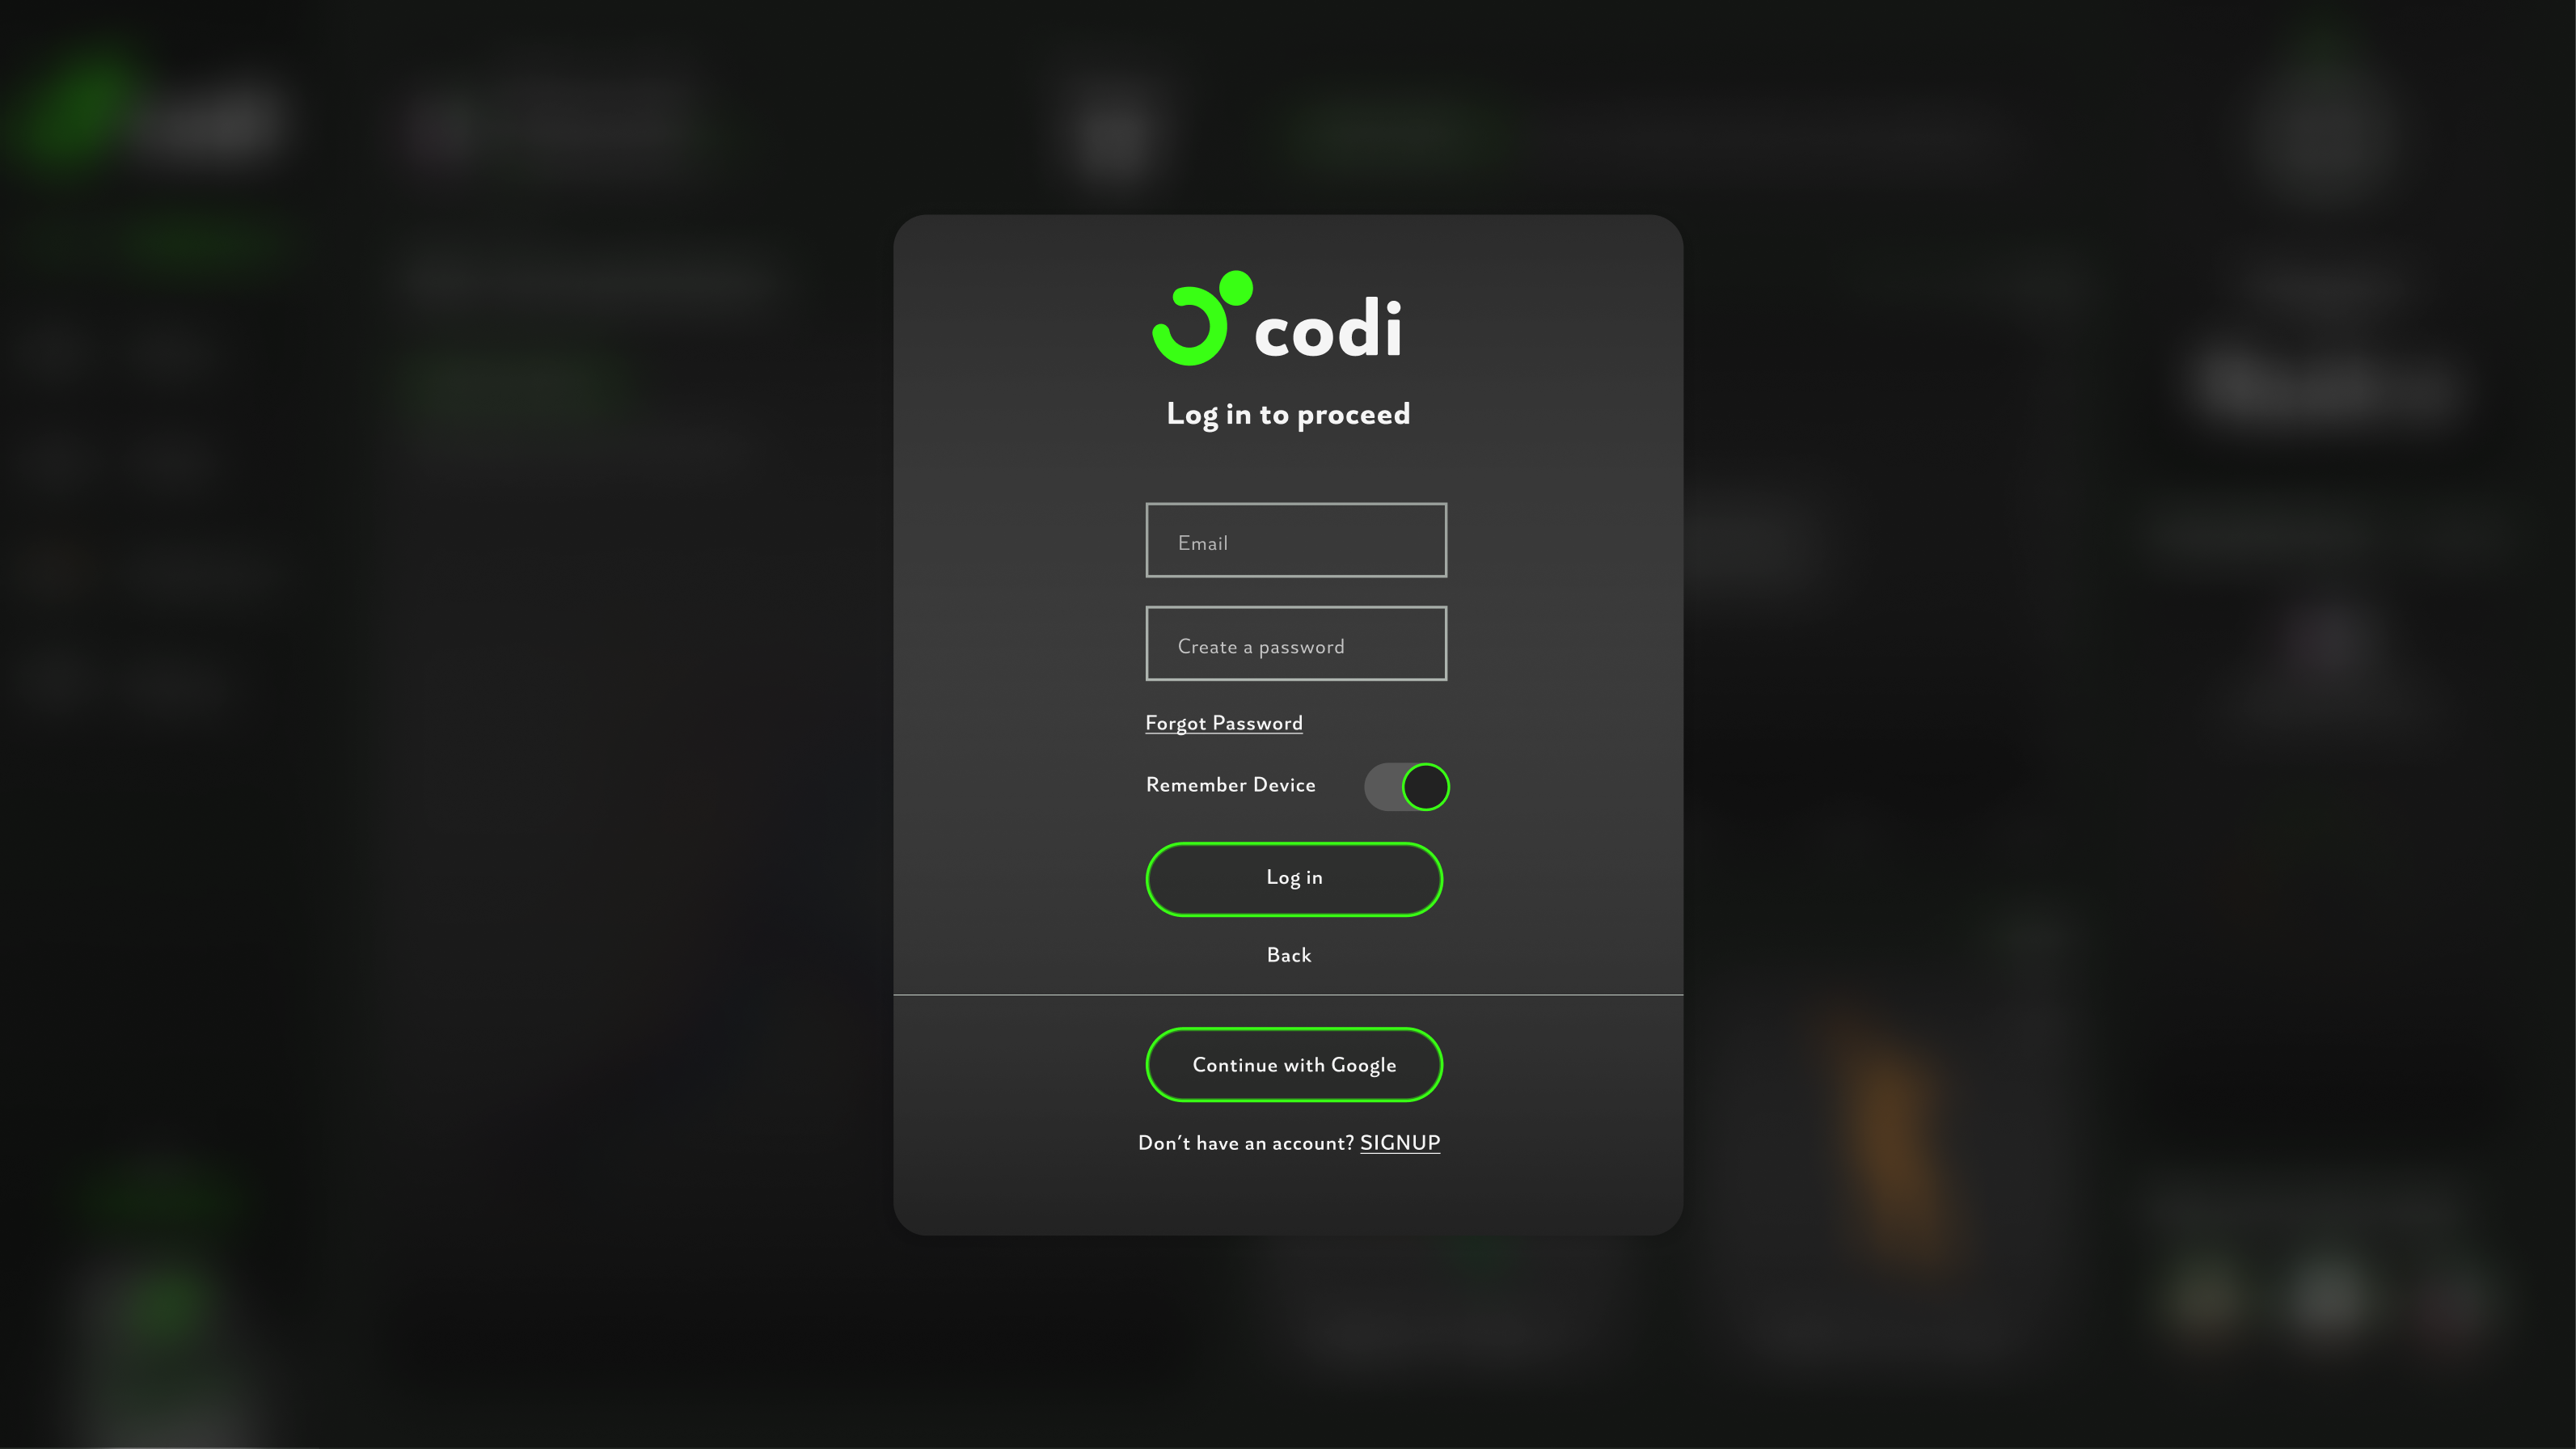 codi
Log in to proceed
Email
Create a password
Forgot Password
Remember Device
Log in
Back
Continue with Google
Don't have an account? SIGNUP